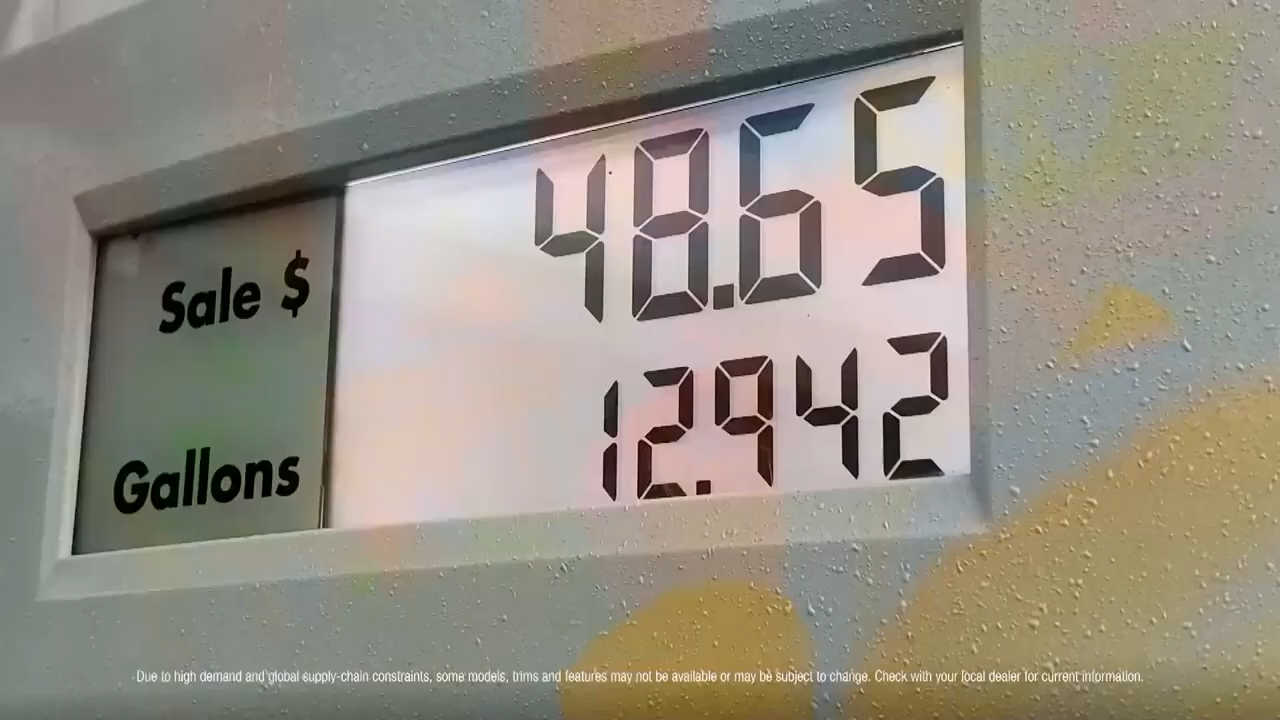 Sale $ 48.65
Gallons 12.942
Due to high demand and global supply-chain constraints, some models, trims and features may not be available or may be subject to change. Check with your local dealer for current information.